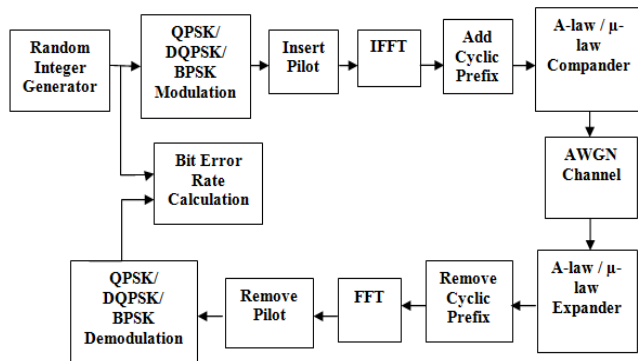 Random
Integer
Generator
QPSK/
DQPSK/
BPSK
Modulation
Insert
Pilot
IFFT
Add
Cyclic
Prefix
A-law / µ-
law
Compander
Bit Error
Rate
Calculation
AWGN
Channel
QPSK/
DQPSK/
BPSK
Demodulation
Remove
Pilot
FFT
Remove
Cyclic
Prefix
A-law / µ-
law
Expander